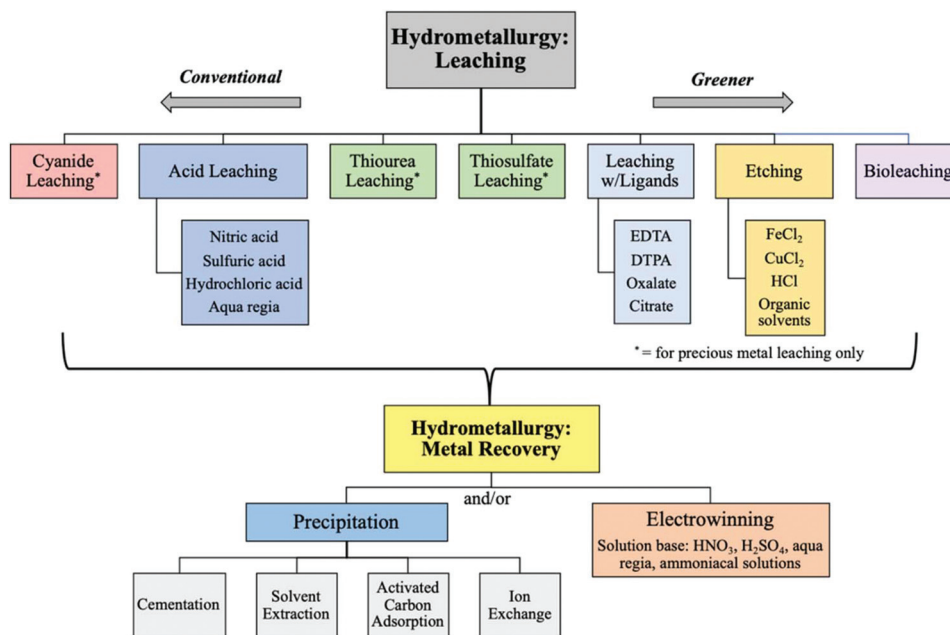 Hydrometallurgy:
Leaching
Conventional
Greener
Cyanide
Leaching*
Acid Leaching
Thiourea
Leaching*
Thiosulfate
Leaching*
Leaching
w/Ligands
Etching
Bioleaching
Nitric acid
Sulfuric acid
Hydrochloric acid
Aqua regia
EDTA
DTPA
Oxalate
Citrate
FeCl₂
CuCl₂
HCl
Organic
solvents
* = for precious metal leaching only
Hydrometallurgy:
Metal Recovery
and/or
Precipitation
Electrowinning
Solution base: HNO₃, H₂SO₄, aqua
regia, ammoniacal solutions
Cementation
Solvent
Extraction
Activated
Carbon
Adsorption
Ion
Exchange